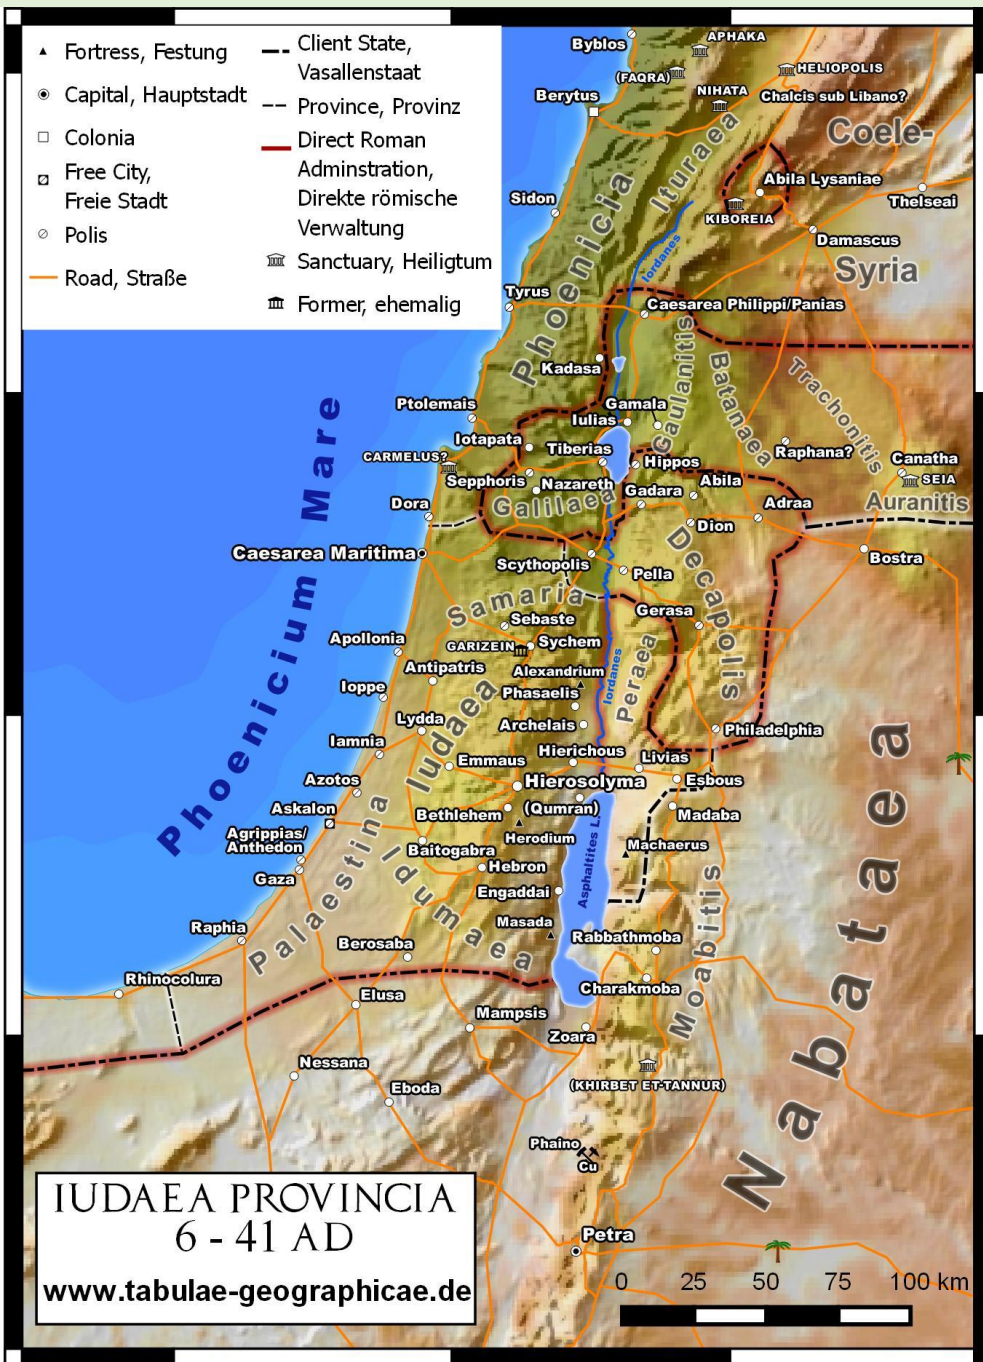 Fortress, Festung
Capital, Hauptstadt
Colonia
Free City,
Freie Stadt
Polis
Road, Straße
Client State,
Vasallenstaat
Province, Provinz
Direct Roman
Adminstration,
Direkte römische
Verwaltung
Sanctuary, Heiligtum
Former, ehemalig
Byblos
APHAKA
(FAQRA)
HELIOPOLIS
NIHATA
Chalcis sub Libano?
Berytus
Coele-
Syria
Ituraea
Abila Lysaniae
Thelseai
KIBOREIA
Sidon
Damascus
Phoenicia
Iordanes
Tyrus
Caesarea Philippi/Panias
Kadasa
Gaulanitis
Batanaea
Trachonitis
Ptolemais
Gamala
Iulias
Iotapata
Tiberias
Raphana?
CARMELUS?
Hippos
Canatha
SEIA
Sepphoris
Nazareth
Gadara
Abila
Galilaea
Auranitis
Dora
Adraa
Dion
Caesarea Maritima
Scythopolis
Bostra
Pella
Decapolis
Phoenicium Mare
Samaria
Sebaste
Gerasa
Apollonia
GARIZEIN
Sychem
Antipatris
Alexandrium
Iordanes
Peraea
Ioppe
Phasaelis
Lydda
Archelais
Philadelphia
Iudaea
Iamnia
Hierichous
Livias
Emmaus
Esbous
Azotos
Hierosolyma
Askalon
Bethlehem
(Qumran)
Madaba
Agrippias/
Anthedon
Herodium
Baitogabra
Machaerus
Asphaltites L.
Gaza
Hebron
Palaestina
Idumaea
Engaddai
Moabitis
Nabataea
Raphia
Masada
Berosaba
Rabbathmoba
Rhinocolura
Charakmoba
Elusa
Mampsis
Zoara
Nessana
Eboda
(KHIRBET ET-TANNUR)
Phaino
Cu
Petra
IUDAEA PROVINCIA
6 - 41 AD
www.tabulae-geographicae.de
0 25 50 75 100 km